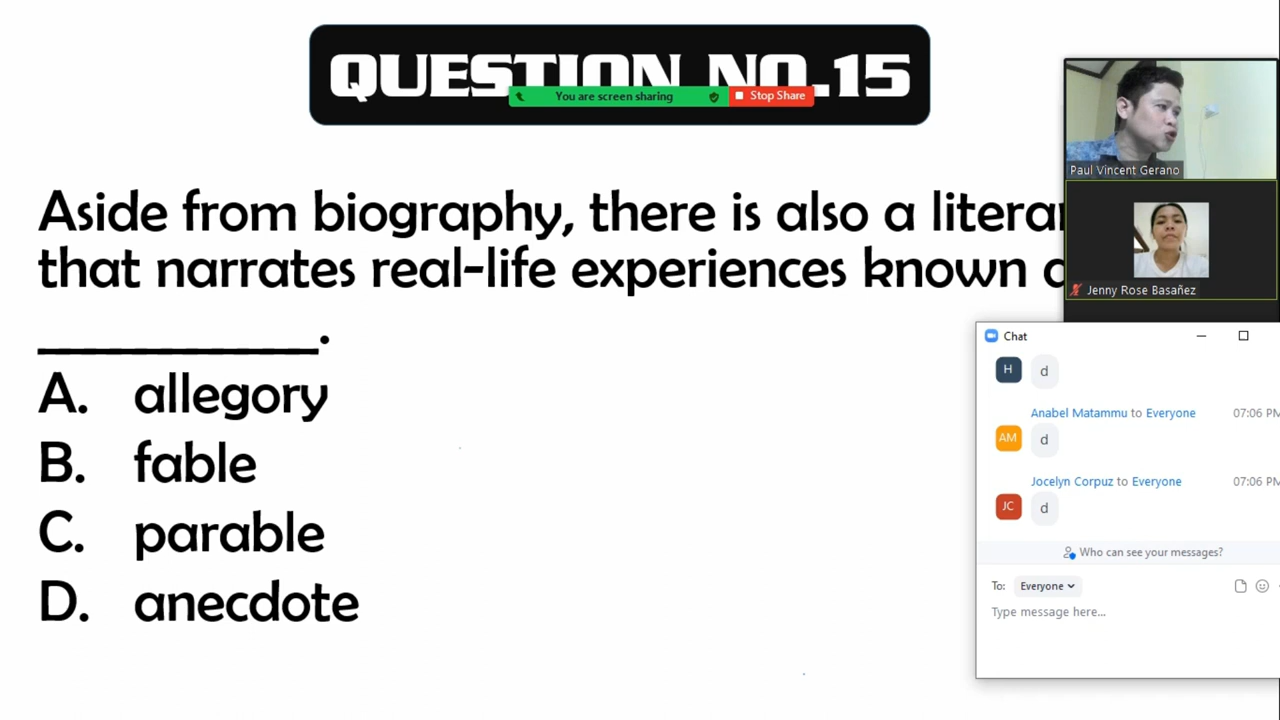 QUESTION NO.15
You are screen sharing
Stop Share
Aside from biography, there is also a
that narrates real-life experiences known
____________.
A. allegory
B. fable
C. parable
D. anecdote
Paul Vincent Gerano
Jenny Rose Basañez
Chat
H
d
Anabel Matammu to Everyone 07:06 PM
AM
d
Jocelyn Corpuz to Everyone 07:06 PM
JC
d
Who can see your messages?
To: Everyone
Type message here...